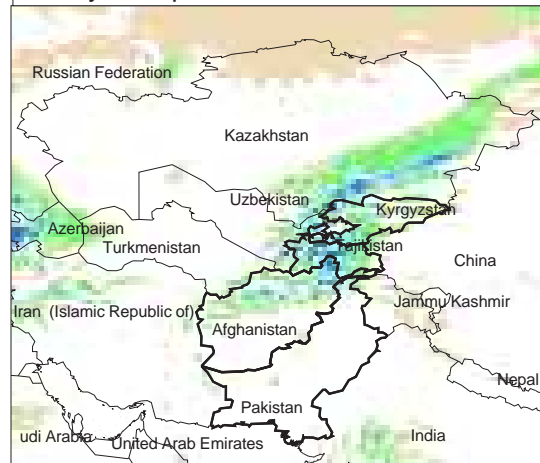 Russian Federation
Kazakhstan
Uzbekistan
Kyrgyzstan
Azerbaijan
Turkmenistan
Tajikistan
China
Jammu Kashmir
Iran (Islamic Republic of)
Afghanistan
Nepal
Pakistan
udi Arabia
United Arab Emirates
India